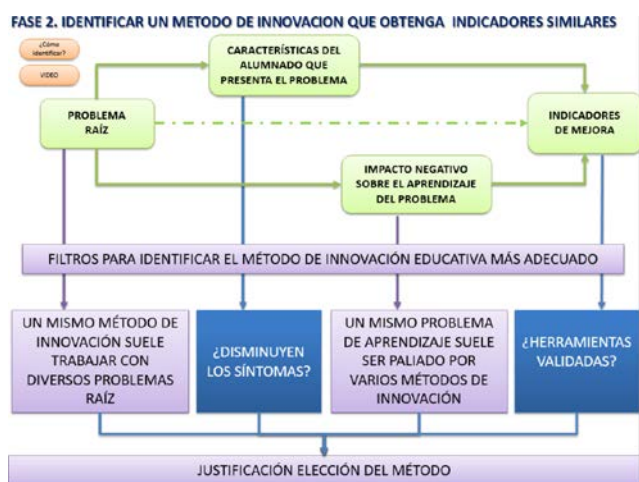 FASE 2. IDENTIFICAR UN METODO DE INNOVACION QUE OBTENGA INDICADORES SIMILARES
¿Cómo
identificar?
VIDEO
CARACTERÍSTICAS DEL
ALUMNADO QUE
PRESENTA EL PROBLEMA
PROBLEMA
RAÍZ
INDICADORES
DE MEJORA
IMPACTO NEGATIVO
SOBRE EL APRENDIZAJE
DEL PROBLEMA
FILTROS PARA IDENTIFICAR EL MÉTODO DE INNOVACIÓN EDUCATIVA MÁS ADECUADO
UN MISMO MÉTODO DE
INNOVACIÓN SUELE
TRABAJAR CON
DIVERSOS PROBLEMAS
RAÍZ
¿DISMINUYEN
LOS SÍNTOMAS?
UN MISMO PROBLEMA
DE APRENDIZAJE SUELE
SER PALIADO POR
VARIOS MÉTODOS DE
INNOVACIÓN
¿HERRAMIENTAS
VALIDADAS?
JUSTIFICACIÓN ELECCIÓN DEL MÉTODO